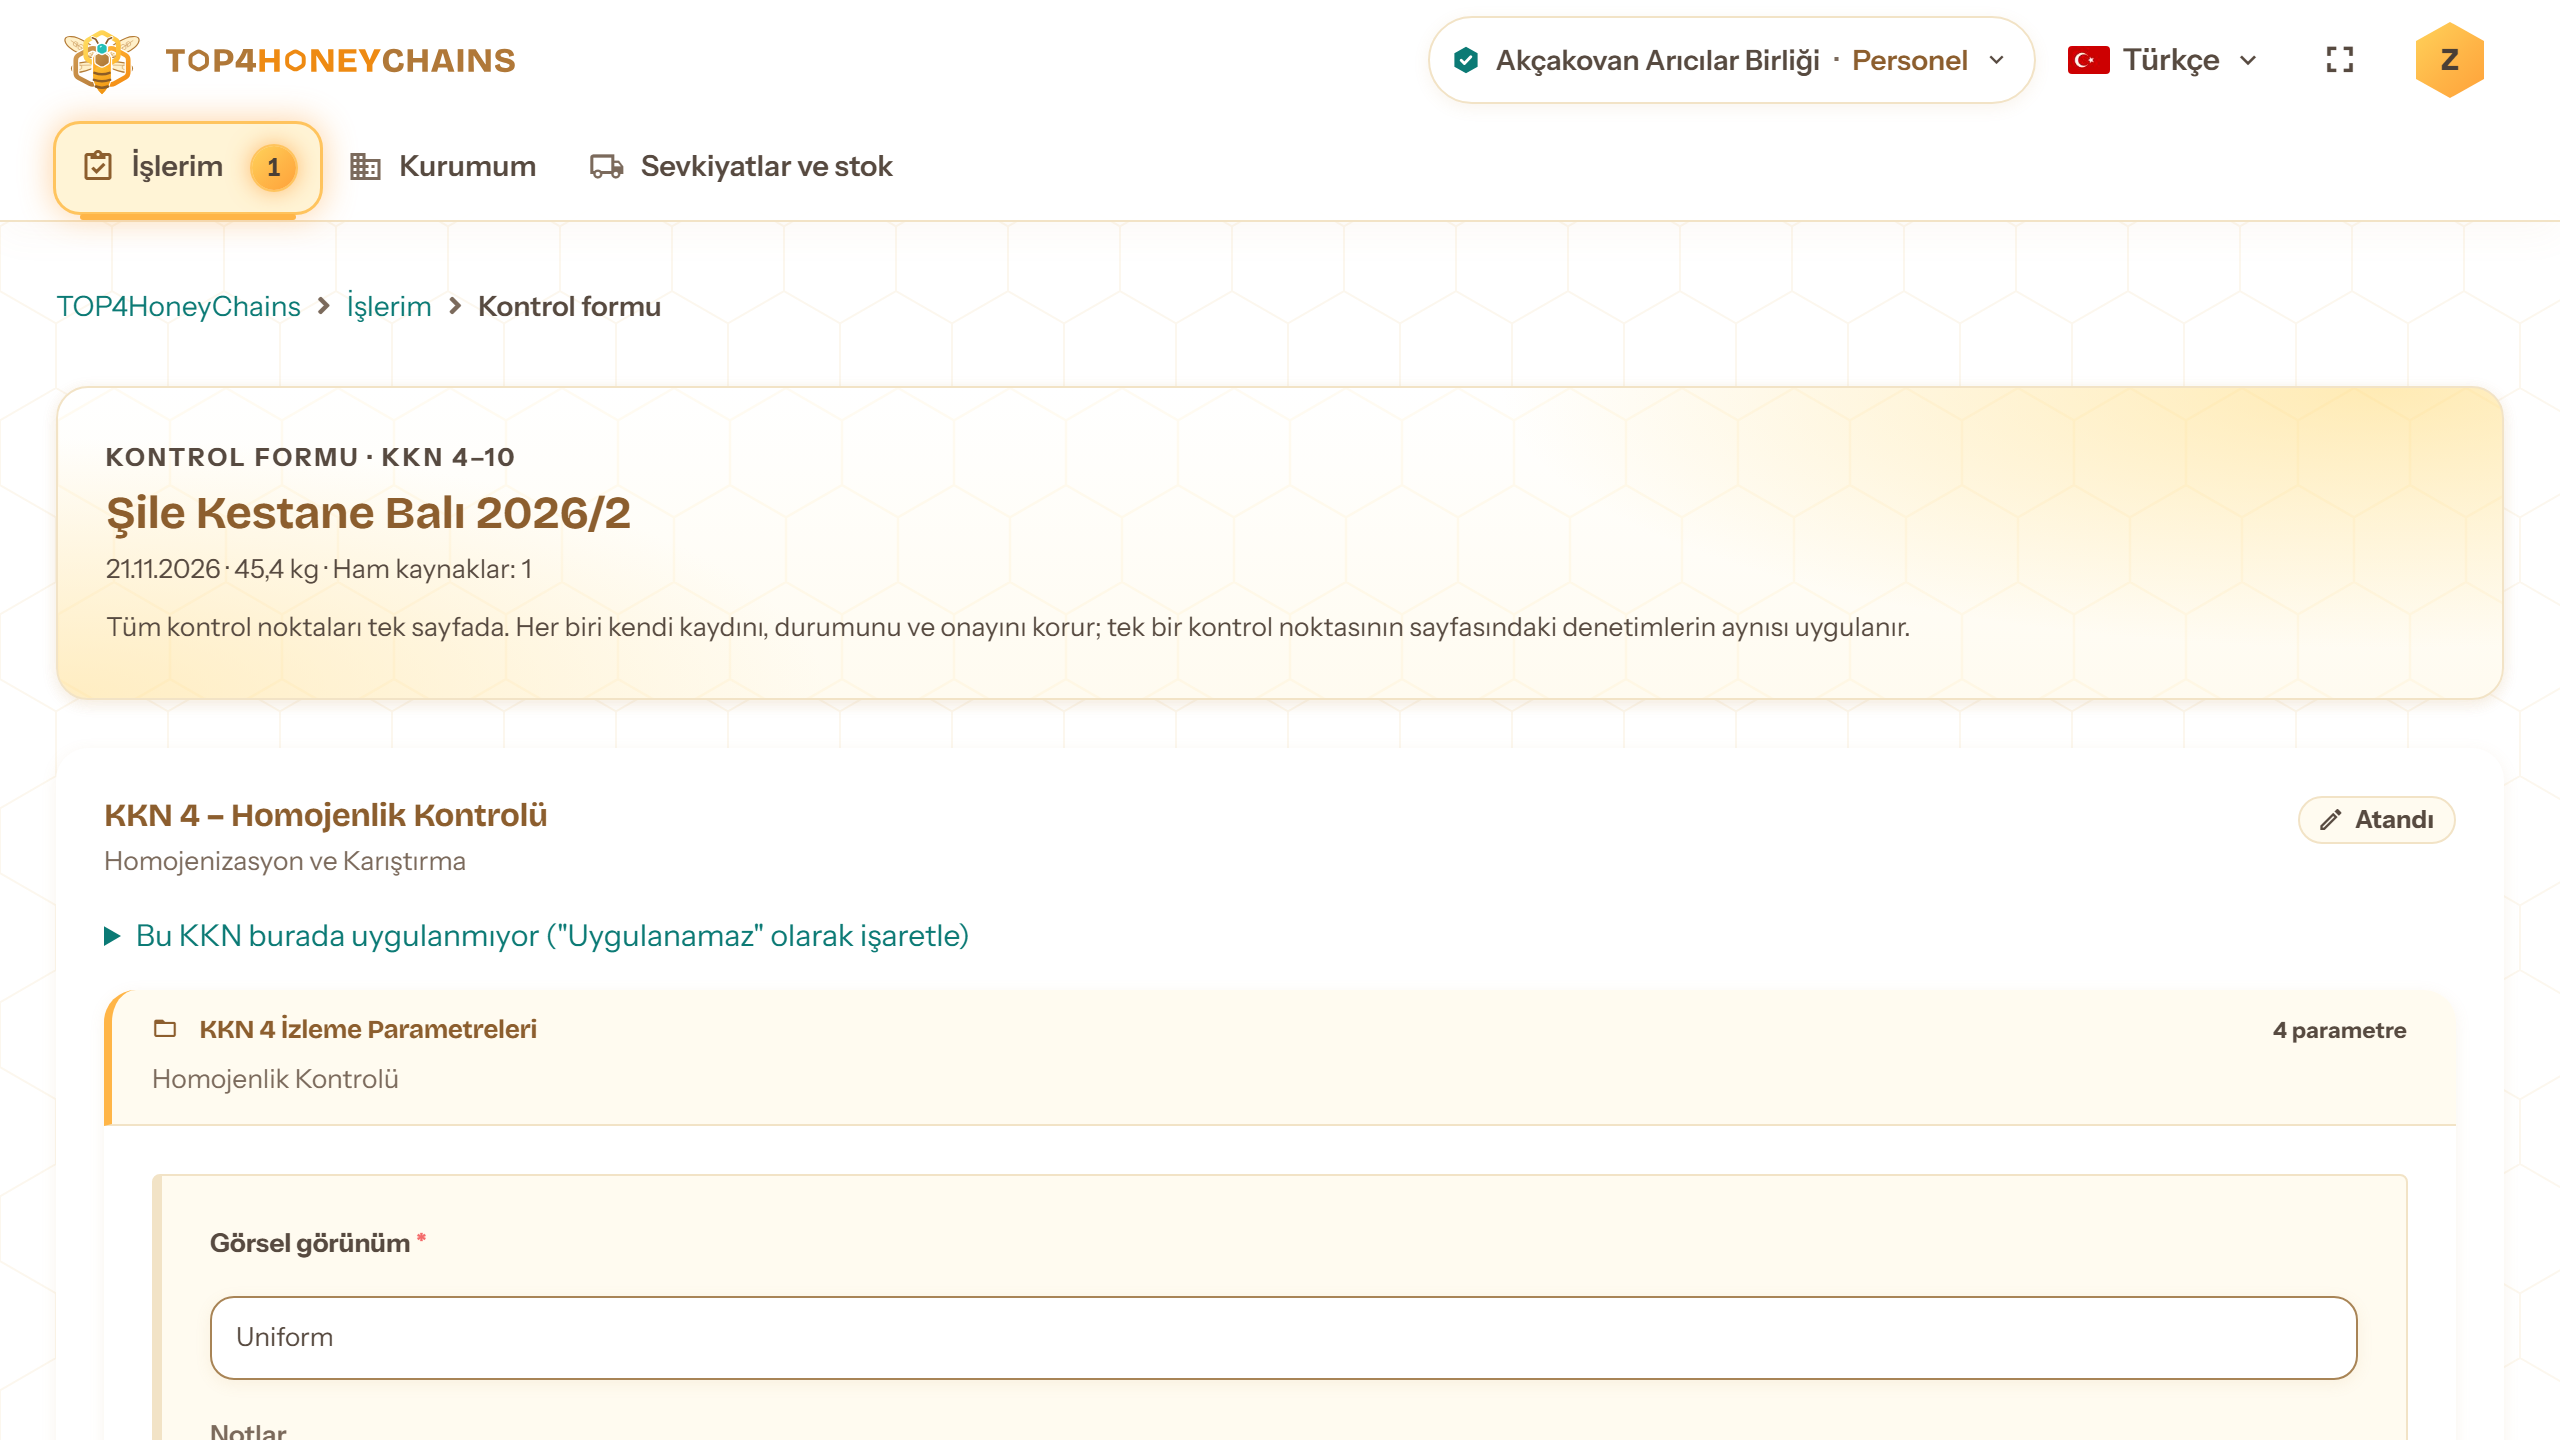 TOP4HONEYCHAINS
Akçakovan Arıcılar Birliği · Personel
Türkçe
Z
İşlerim 1
Kurumum
Sevkiyatlar ve stok
TOP4HoneyChains > İşlerim > Kontrol formu
KONTROL FORMU · KKN 4–10
Şile Kestane Balı 2026/2
21.11.2026 · 45,4 kg · Ham kaynaklar: 1
Tüm kontrol noktaları tek sayfada. Her biri kendi kaydını, durumunu ve onayını korur; tek bir kontrol noktasının sayfasındaki denetimlerin aynısı uygulanır.
KKN 4 – Homojenlik Kontrolü
Atandı
Homojenizasyon ve Karıştırma
Bu KKN burada uygulanmıyor ("Uygulanamaz" olarak işaretle)
KKN 4 İzleme Parametreleri
4 parametre
Homojenlik Kontrolü
Görsel görünüm *
Uniform
Notlar